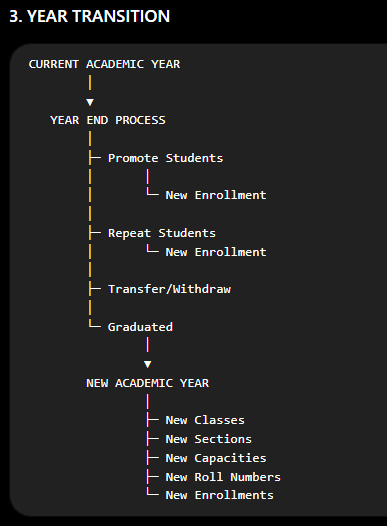 3. YEAR TRANSITION
CURRENT ACADEMIC YEAR
│
▼
YEAR END PROCESS
│
├─ Promote Students
│ │
│ └─ New Enrollment
│
├─ Repeat Students
│ └─ New Enrollment
│
├─ Transfer/Withdraw
│
└─ Graduated
│
▼
NEW ACADEMIC YEAR
│
├─ New Classes
├─ New Sections
├─ New Capacities
├─ New Roll Numbers
└─ New Enrollments